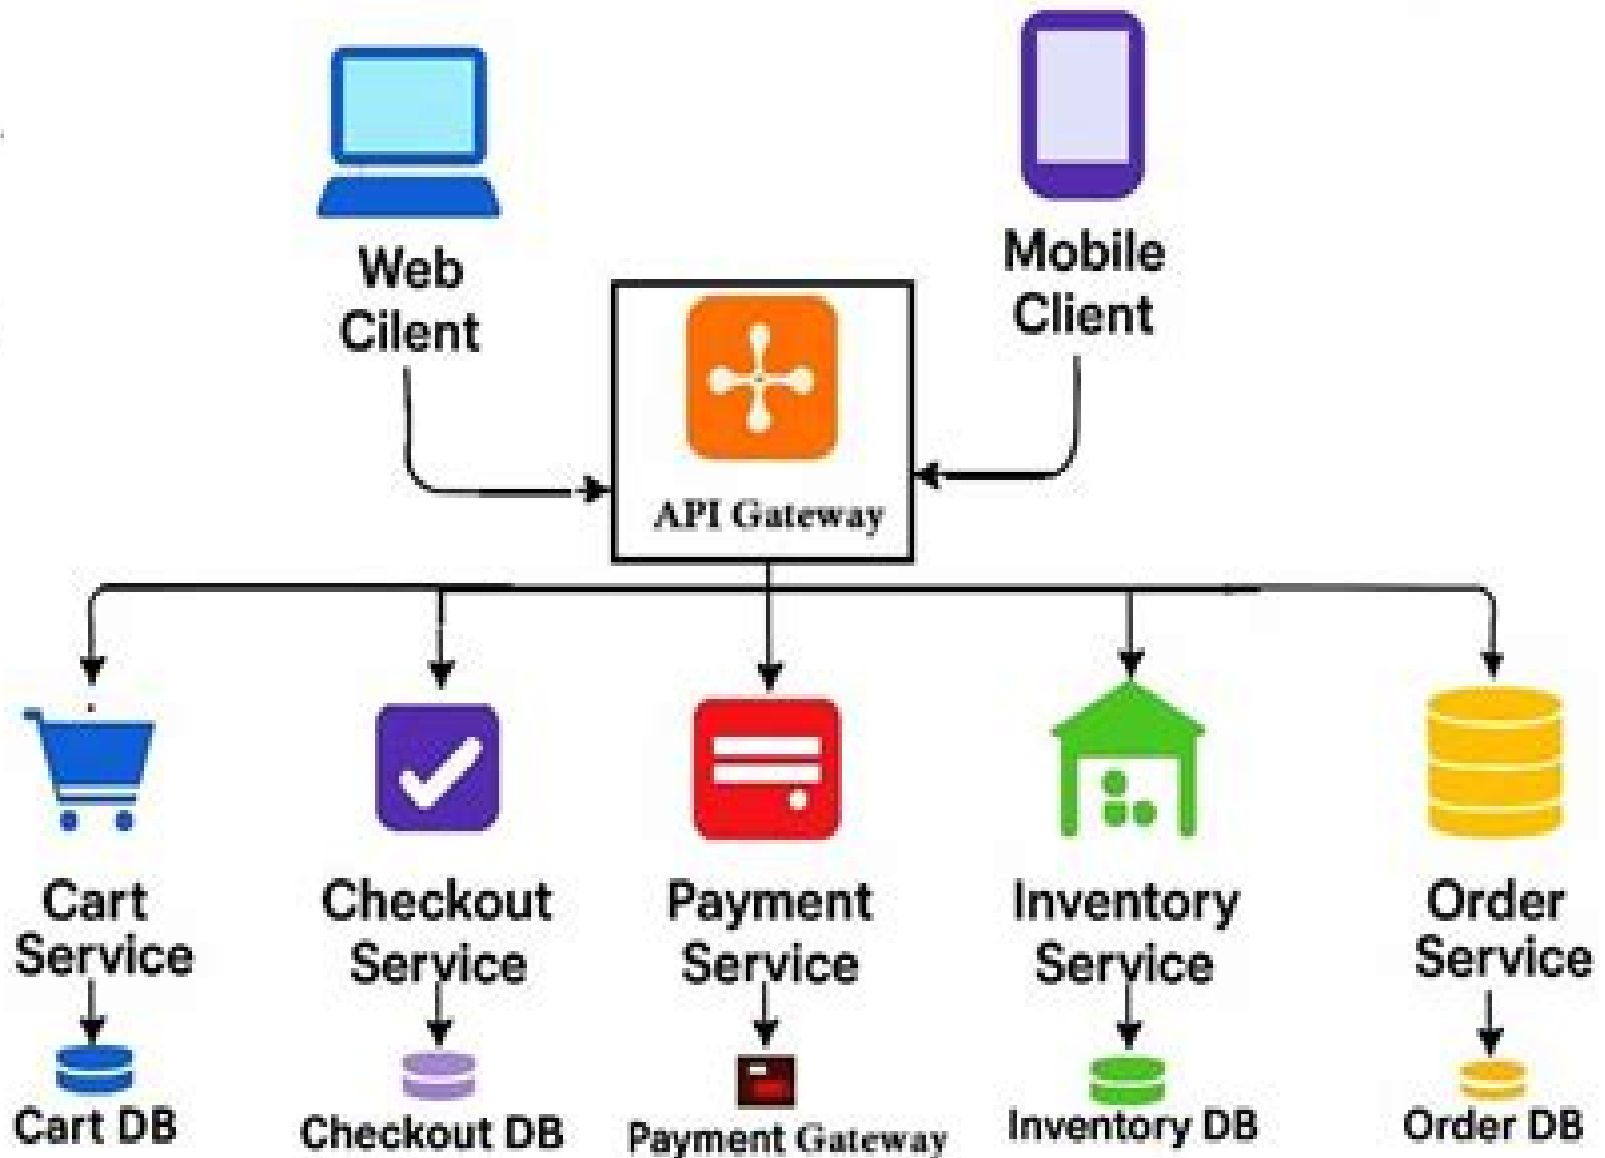 Web
Cilent
Mobile
Client
API Gateway
Cart
Service
Checkout
Service
Payment
Service
Inventory
Service
Order
Service
Cart DB
Checkout DB
Payment Gateway
Inventory DB
Order DB